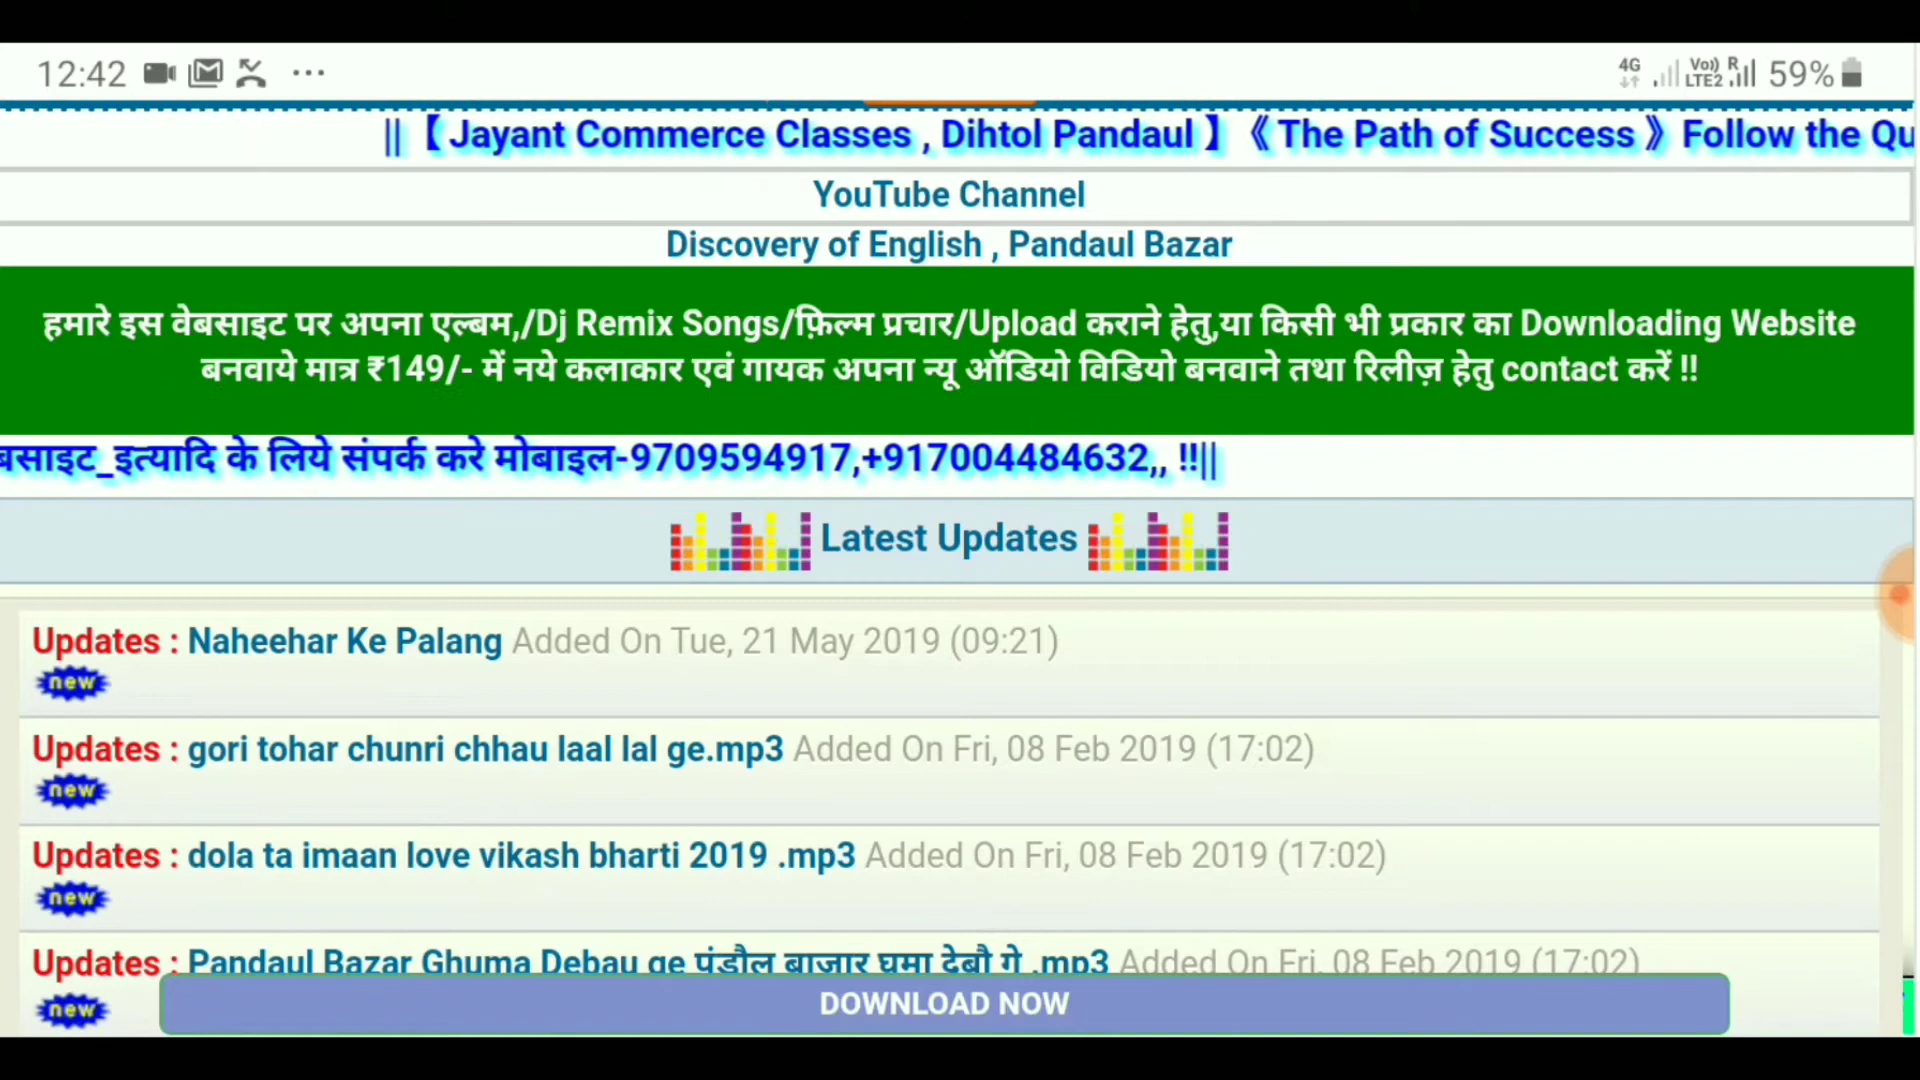 12:42 4G Vo) LTE2 R 59%
|| 【 Jayant Commerce Classes , Dihtol Pandaul 】 《 The Path of Success 》 Follow the Qu
YouTube Channel
Discovery of English , Pandaul Bazar
हमारे इस वेबसाइट पर अपना एल्बम,/Dj Remix Songs/फ़िल्म प्रचार/Upload कराने हेतु,या किसी भी प्रकार का Downloading Website
बनवाये मात्र ₹149/- में नये कलाकार एवं गायक अपना न्यू ऑडियो विडियो बनवाने तथा रिलीज़ हेतु contact करें !!
बसाइट_इत्यादि के लिये संपर्क करे मोबाइल-9709594917,+917004484632,, !!||
Latest Updates
Updates : Naheehar Ke Palang Added On Tue, 21 May 2019 (09:21)
new
Updates : gori tohar chunri chhau laal lal ge.mp3 Added On Fri, 08 Feb 2019 (17:02)
new
Updates : dola ta imaan love vikash bharti 2019 .mp3 Added On Fri, 08 Feb 2019 (17:02)
new
Updates : Pandaul Bazar Ghuma Debau ge पंडौल बाजार घुमा देबौ गे .mp3 Added On Fri, 08 Feb 2019 (17:02)
new
DOWNLOAD NOW